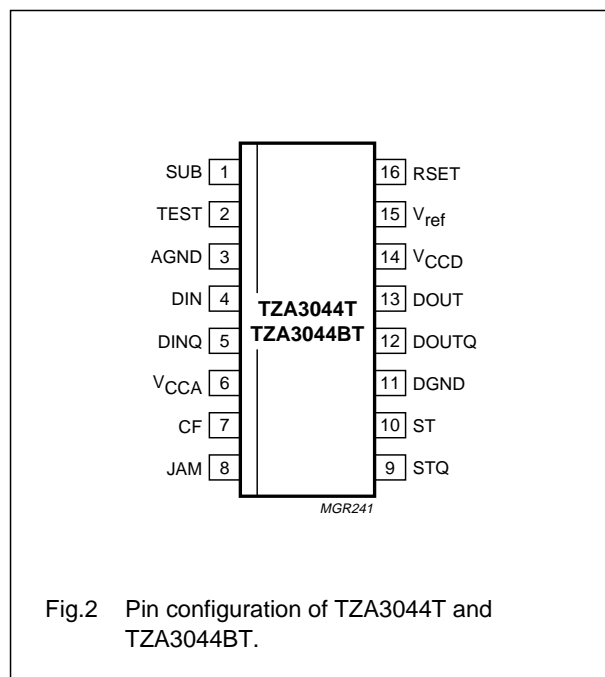 SUB 1
TEST 2
AGND 3
DIN 4
DINQ 5
VCCA 6
CF 7
JAM 8
TZA3044T
TZA3044BT
16 RSET
15 Vref
14 VCCD
13 DOUT
12 DOUTQ
11 DGND
10 ST
9 STQ
MGR241
Fig.2 Pin configuration of TZA3044T and
TZA3044BT.